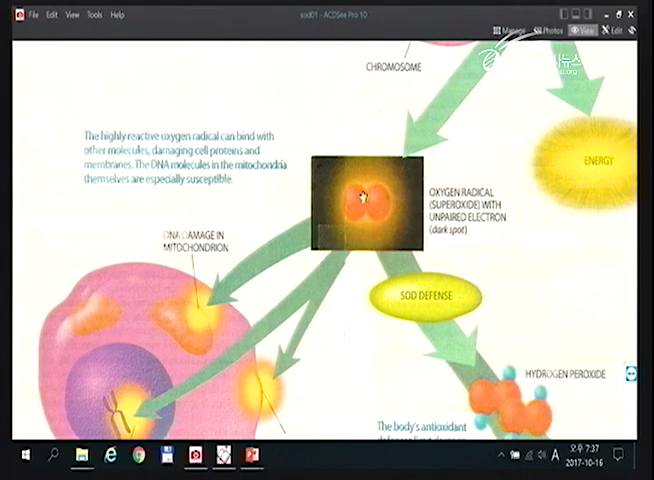 File Edit View Tools Help
sod01 - ACDSee Pro 10
Manage Photos View Edit
뉴스
CHROMOSOME
The highly reactive oxygen radical can bind with
other molecules, damaging cell proteins and
membranes. The DNA molecules in the mitochondria
themselves are especially susceptible.
ENERGY
OXYGEN RADICAL
(SUPEROXIDE) WITH
UNPAIRED ELECTRON
(dark spot)
DNA DAMAGE IN
MITOCHONDRION
SOD DEFENSE
HYDROGEN PEROXIDE
The body's antioxidant
A
오후 7:37
2017-10-16